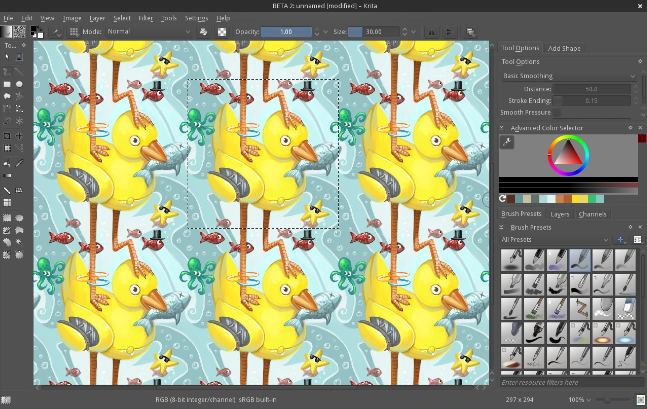 BETA 2: unnamed [modified] – Krita
File Edit View Image Layer Select Filter Tools Settings Help
Mode: Normal Opacity: 1.00 Size: 30.00
To...
Tool Options Add Shape
Tool Options
Basic Smoothing
Distance: 50.0
Stroke Ending: 0.15
Smooth Pressure
Advanced Color Selector
Brush Presets Layers Channels
Brush Presets
All Presets
Enter resource filters here
RGB (8-bit integer/channel) sRGB built-in
297 x 294
100%